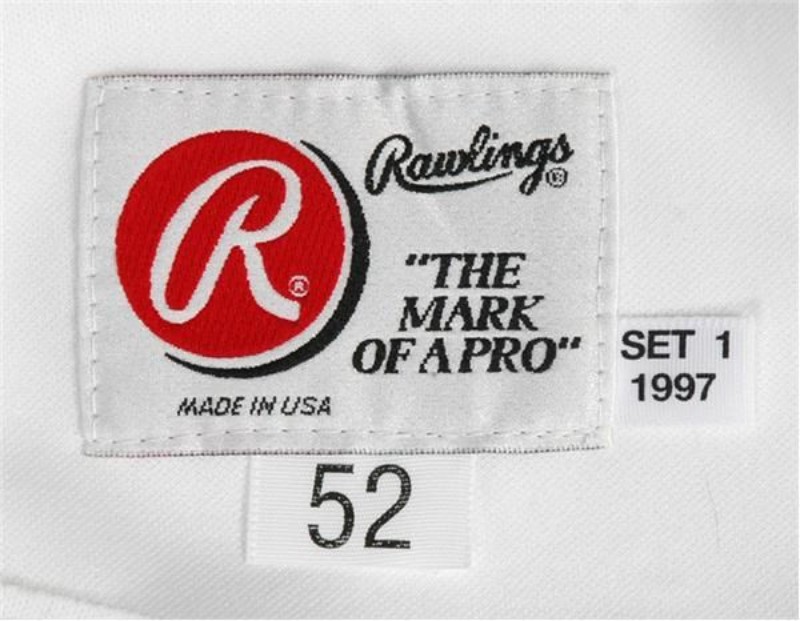 R®
Rawlings®
"THE
MARK
OF A PRO"
MADE IN USA
SET 1
1997
52